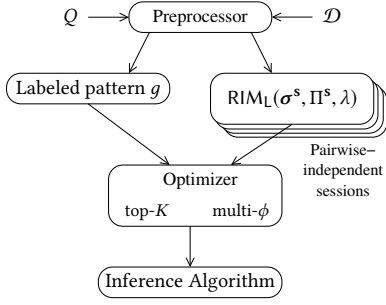 Q Preprocessor 𝒟
Labeled pattern g
RIM_L(σ^s, Π^s, λ)
Pairwise–
independent
sessions
Optimizer
top-K multi-ϕ
Inference Algorithm